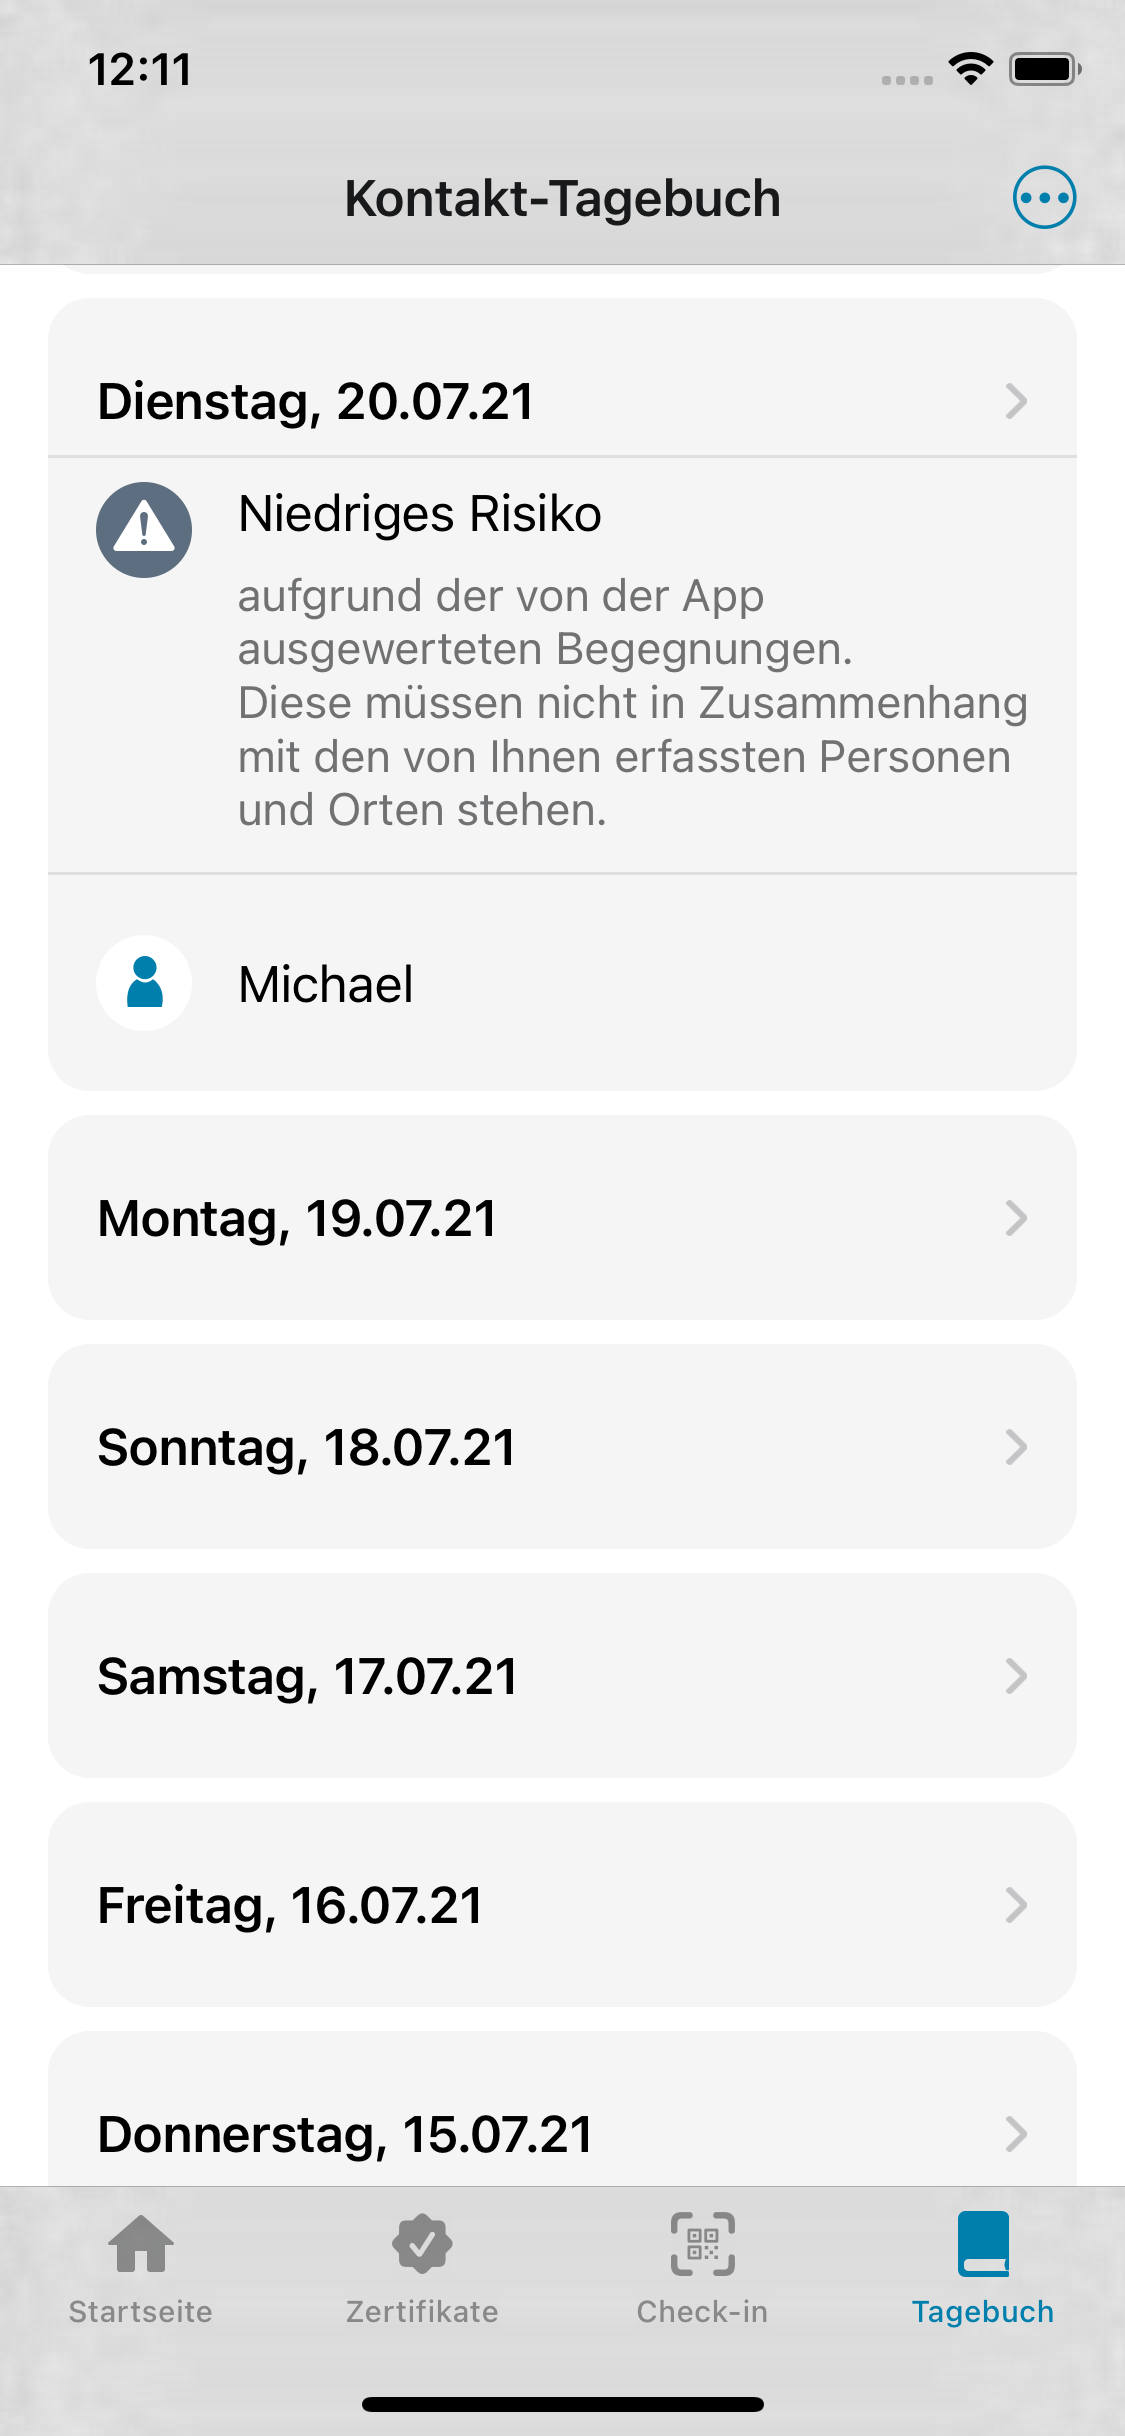 12:11
Kontakt-Tagebuch
Dienstag, 20.07.21
Niedriges Risiko
aufgrund der von der App
ausgewerteten Begegnungen.
Diese müssen nicht in Zusammenhang
mit den von Ihnen erfassten Personen
und Orten stehen.
Michael
Montag, 19.07.21
Sonntag, 18.07.21
Samstag, 17.07.21
Freitag, 16.07.21
Donnerstag, 15.07.21
Startseite
Zertifikate
Check-in
Tagebuch